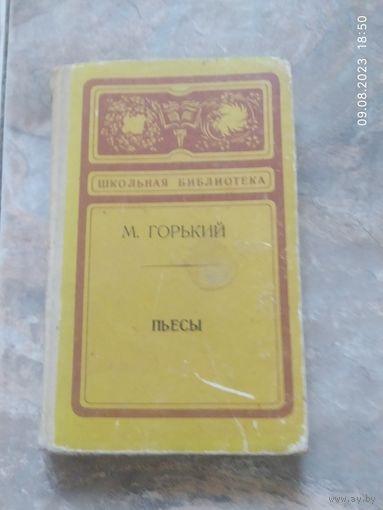 ШКОЛЬНАЯ БИБЛИОТЕКА
М. ГОРЬКИЙ
ПЬЕСЫ
09.08.2023 18:50
www.ay.by